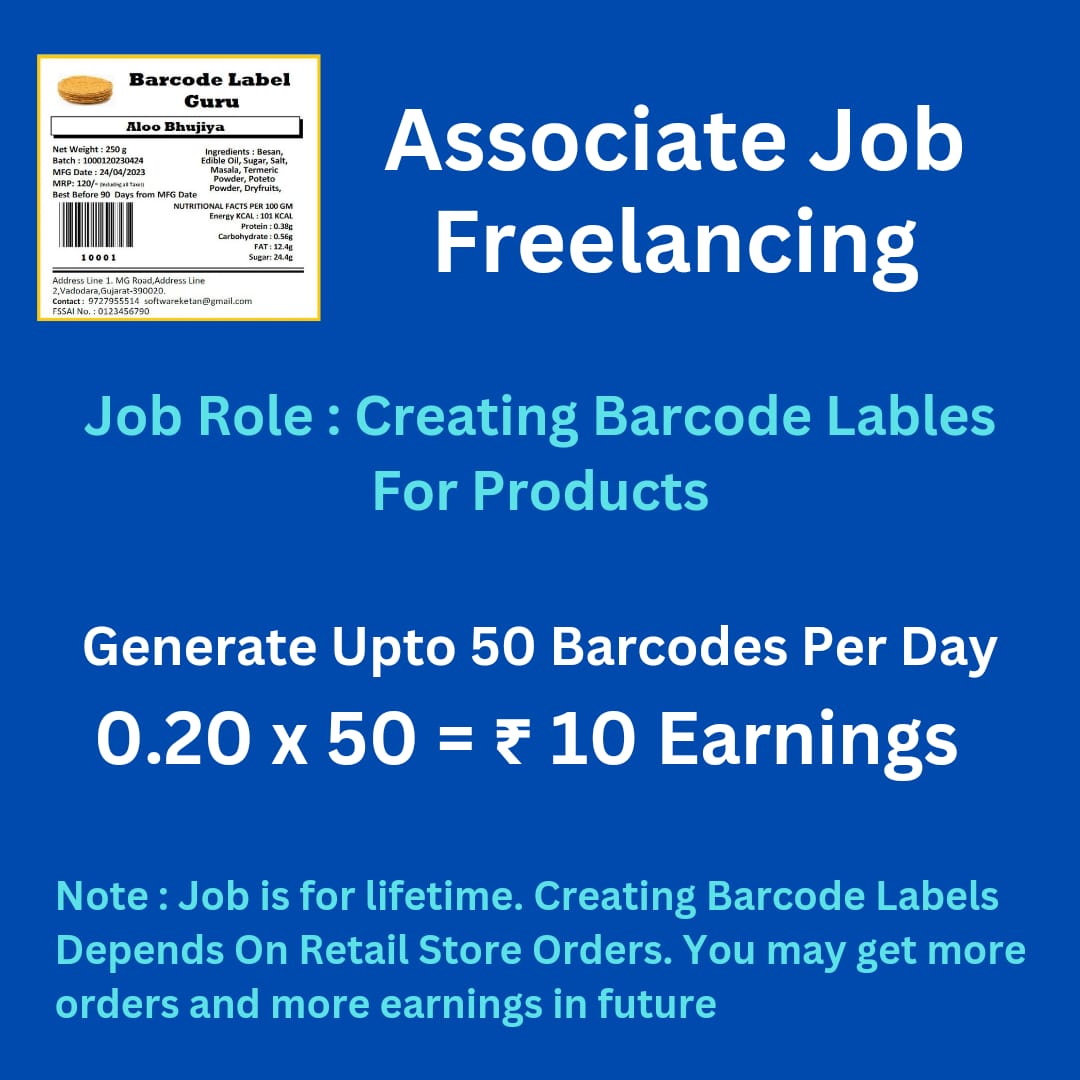 Barcode Label
Guru
Aloo Bhujiya
Net Weight : 250 g
Batch : 1000120230424
MFG Date : 24/04/2023
MRP: 120/- (Including all Taxes)
Best Before 90 Days from MFG Date
Ingredients : Besan,
Edible Oil, Sugar, Salt,
Masala, Termeric
Powder, Poteto
Powder, Dryfruits,
NUTRITIONAL FACTS PER 100 GM
Energy KCAL : 101 KCAL
Protein : 0.38g
Carbohydrate : 0.56g
FAT : 12.4g
Sugar: 24.4g
10001
Address Line 1. MG Road,Address Line
2,Vadodara,Gujarat-390020.
Contact : 9727955514 softwareketan@gmail.com
FSSAI No. : 0123456790
Associate Job
Freelancing
Job Role : Creating Barcode Lables
For Products
Generate Upto 50 Barcodes Per Day
0.20 x 50 = ₹ 10 Earnings
Note : Job is for lifetime. Creating Barcode Labels
Depends On Retail Store Orders. You may get more
orders and more earnings in future